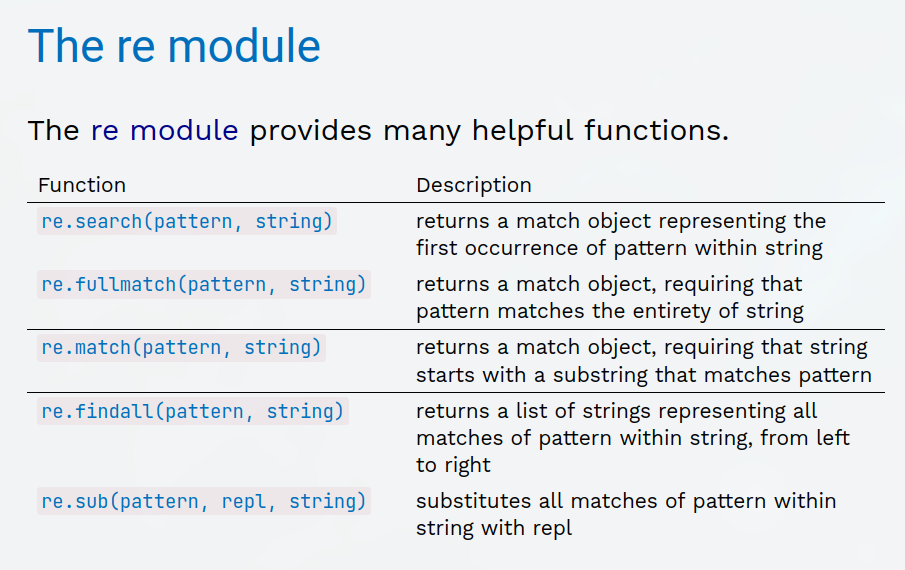 The re module
The re module provides many helpful functions.
Function Description
re.search(pattern, string) returns a match object representing the
first occurrence of pattern within string
re.fullmatch(pattern, string) returns a match object, requiring that
pattern matches the entirety of string
re.match(pattern, string) returns a match object, requiring that string
starts with a substring that matches pattern
re.findall(pattern, string) returns a list of strings representing all
matches of pattern within string, from left
to right
re.sub(pattern, repl, string) substitutes all matches of pattern within
string with repl